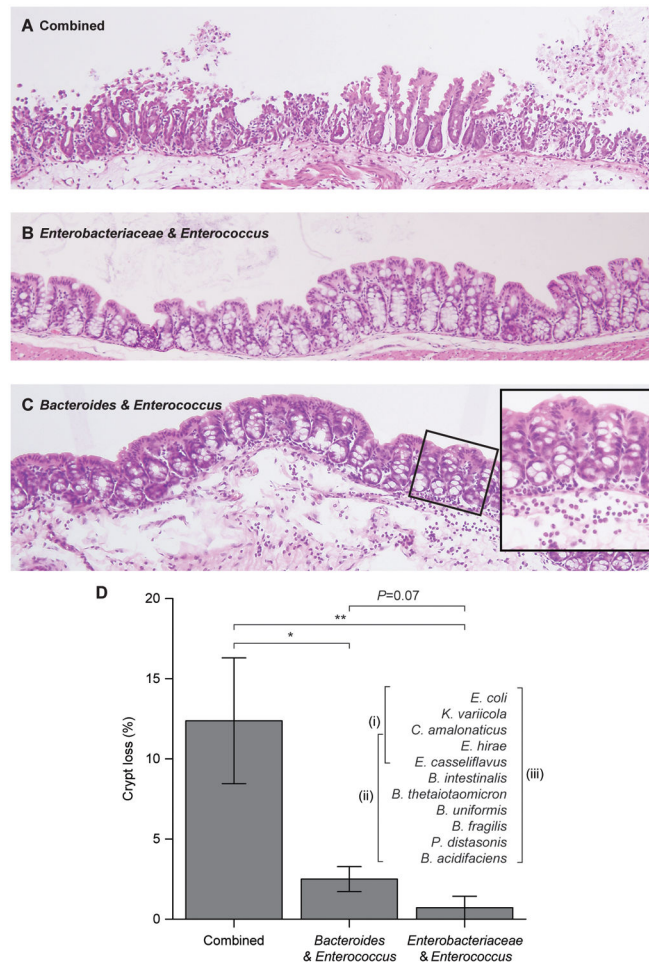 A Combined
B Enterobacteriaceae & Enterococcus
C Bacteroides & Enterococcus
D
P=0.07
**
*
20
15
10
5
0
Crypt loss (%)
(i)
(ii)
(iii)
E. coli
K. variicola
C. amalonaticus
E. hirae
E. casseliflavus
B. intestinalis
B. thetaiotaomicron
B. uniformis
B. fragilis
P. distasonis
B. acidifaciens
Combined
Bacteroides
& Enterococcus
Enterobacteriaceae
& Enterococcus